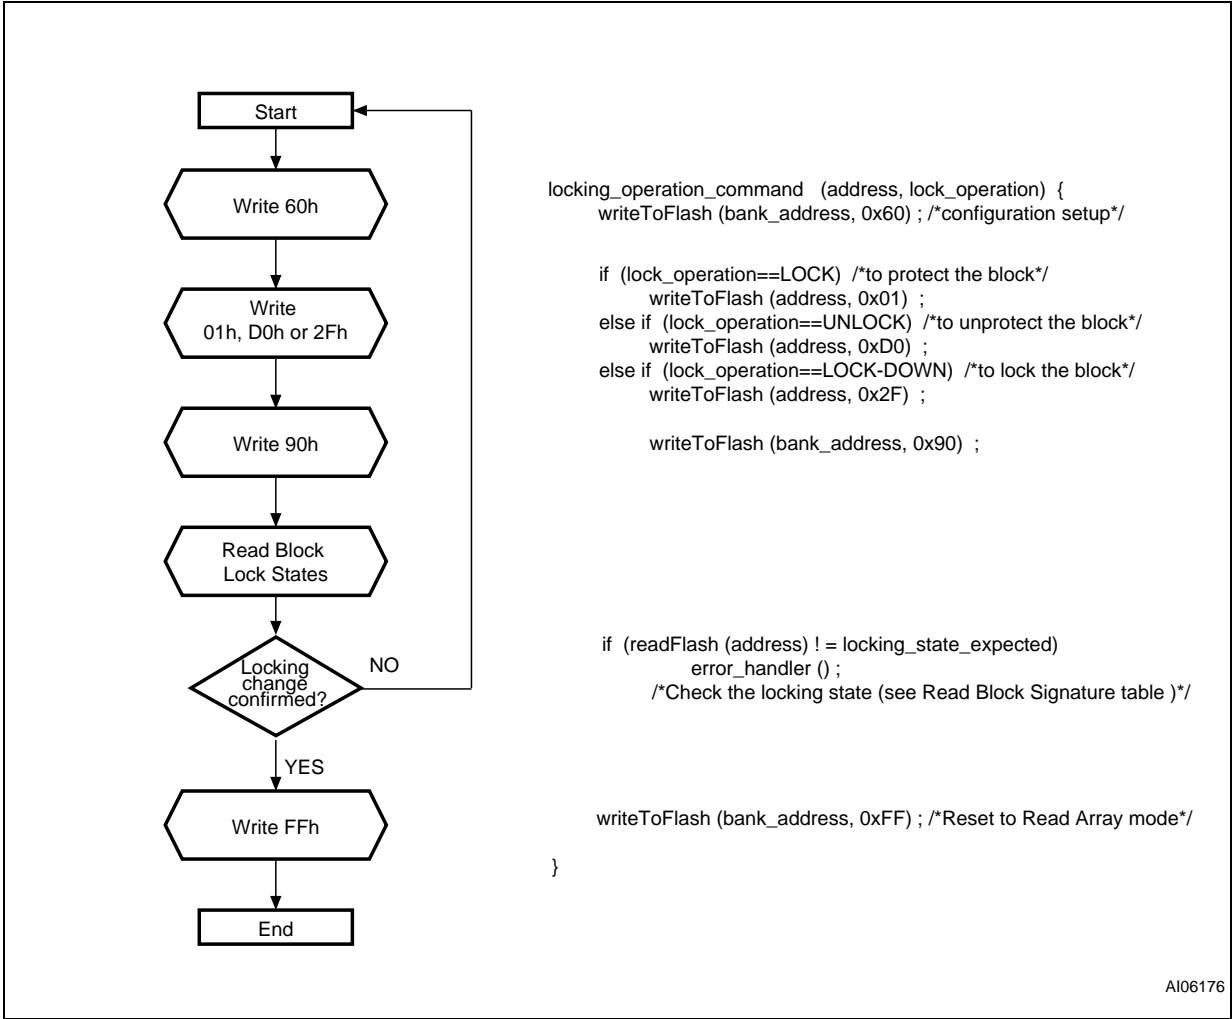 Start
Write 60h
Write
01h, D0h or 2Fh
Write 90h
Read Block
Lock States
Locking
change
confirmed?
NO
YES
Write FFh
End
locking_operation_command (address, lock_operation) {
writeToFlash (bank_address, 0x60) ; /*configuration setup*/
if (lock_operation==LOCK) /*to protect the block*/
writeToFlash (address, 0x01) ;
else if (lock_operation==UNLOCK) /*to unprotect the block*/
writeToFlash (address, 0xD0) ;
else if (lock_operation==LOCK-DOWN) /*to lock the block*/
writeToFlash (address, 0x2F) ;
writeToFlash (bank_address, 0x90) ;
if (readFlash (address) ! = locking_state_expected)
error_handler () ;
/*Check the locking state (see Read Block Signature table )*/
writeToFlash (bank_address, 0xFF) ; /*Reset to Read Array mode*/
}
AI06176